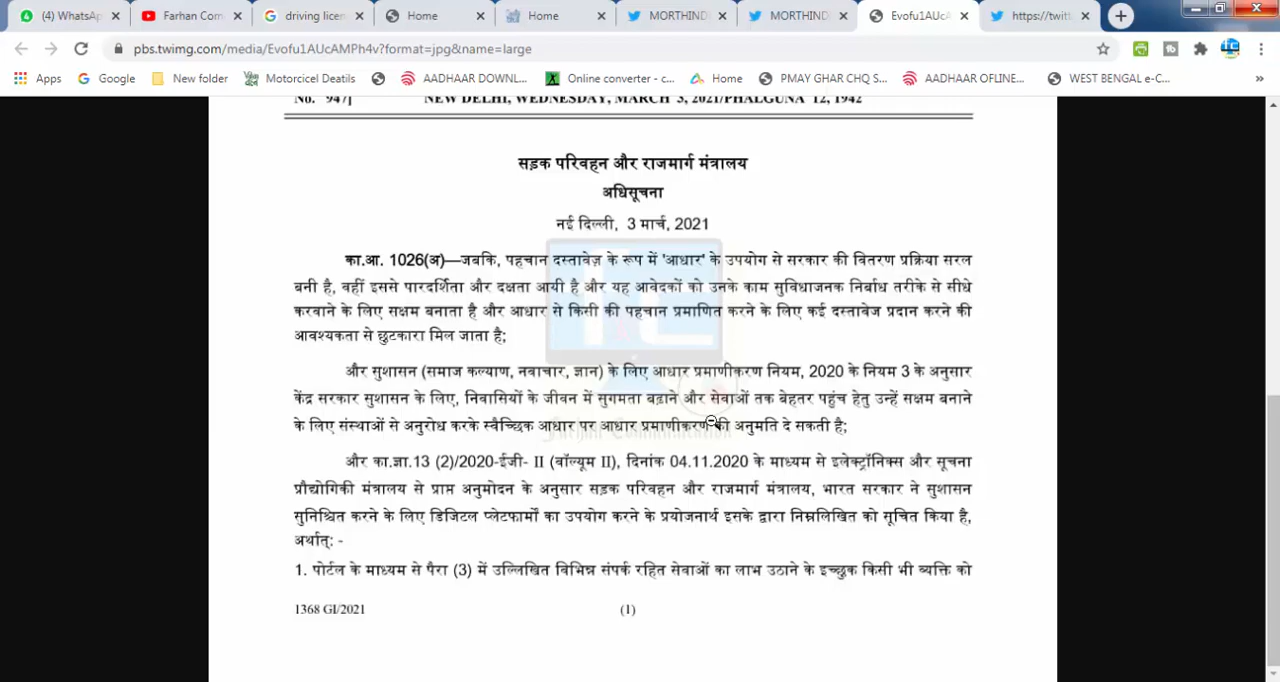 (4) WhatsAp
Farhan Com
driving licen
Home
Home
MORTHIND
MORTHIND
Evofu1AUcA
https://twitt
pbs.twimg.com/media/Evofu1AUcAMPh4v?format=jpg&name=large
Apps
Google
New folder
Motoricel Deatils
AADHAAR DOWNL...
Online converter - c...
Home
PMAY GHAR CHQ S...
AADHAAR OFLINE...
WEST BENGAL e-C...
»
No. 947]
NEW DELHI, WEDNESDAY, MARCH 3, 2021/PHALGUNA 12, 1942
सड़क परिवहन और राजमार्ग मंत्रालय
अधिसूचना
नई दिल्ली, 3 मार्च, 2021
का.आ. 1026(अ)—जबकि, पहचान दस्तावेज़ के रूप में 'आधार' के उपयोग से सरकार की वितरण प्रक्रिया सरल
बनी है, वहीं इससे पारदर्शिता और दक्षता आयी है और यह आवेदकों को उनके काम सुविधाजनक निर्बाध तरीके से सीधे
करवाने के लिए सक्षम बनाता है और आधार से किसी की पहचान प्रमाणित करने के लिए कई दस्तावेज प्रदान करने की
आवश्यकता से छुटकारा मिल जाता है;
और सुशासन (समाज कल्याण, नवाचार, ज्ञान) के लिए आधार प्रमाणीकरण नियम, 2020 के नियम 3 के अनुसार
केंद्र सरकार सुशासन के लिए, निवासियों के जीवन में सुगमता बढ़ाने और सेवाओं तक बेहतर पहुंच हेतु उन्हें सक्षम बनाने
के लिए संस्थाओं से अनुरोध करके स्वैच्छिक आधार पर आधार प्रमाणीकरण की अनुमति दे सकती है;
Farhan Communication
और का.ज्ञा.13 (2)/2020-ईजी- II (वॉल्यूम II), दिनांक 04.11.2020 के माध्यम से इलेक्ट्रॉनिक्स और सूचना
प्रौद्योगिकी मंत्रालय से प्राप्त अनुमोदन के अनुसार सड़क परिवहन और राजमार्ग मंत्रालय, भारत सरकार ने सुशासन
सुनिश्चित करने के लिए डिजिटल प्लेटफार्मों का उपयोग करने के प्रयोजनार्थ इसके द्वारा निम्नलिखित को सूचित किया है,
अर्थात्: -
1. पोर्टल के माध्यम से पैरा (3) में उल्लिखित विभिन्न संपर्क रहित सेवाओं का लाभ उठाने के इच्छुक किसी भी व्यक्ति को
1368 GI/2021
(1)